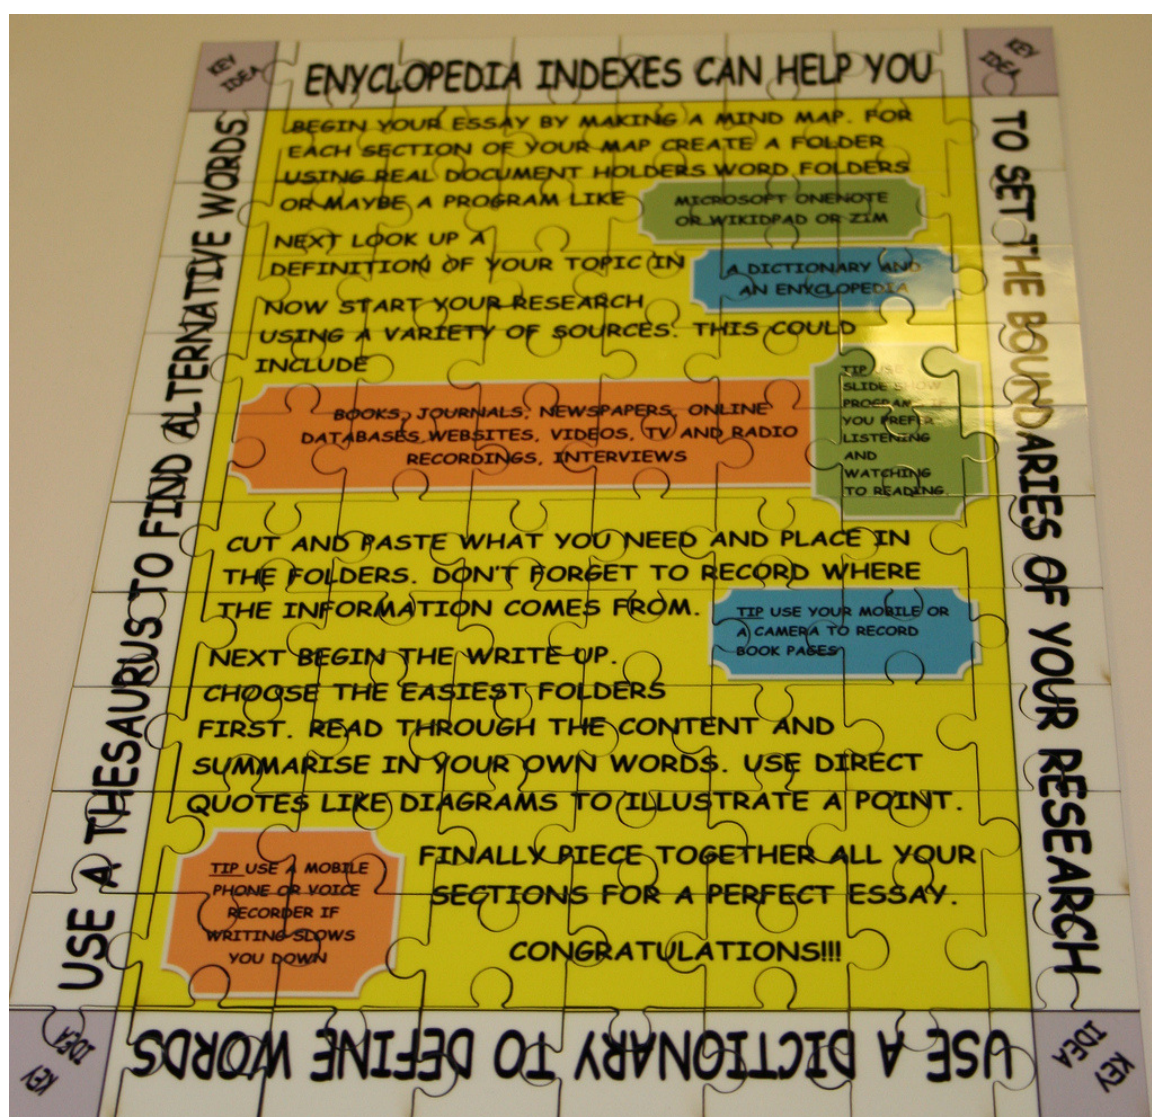 KEY
IDEA
ENYCLOPEDIA INDEXES CAN HELP YOU
KEY
IDEA
TO SET THE BOUNDARIES OF YOUR RESEARCH
KEY
IDEA
USE A DICTIONARY TO DEFINE WORDS
KEY
IDEA
USE A THESAURUS TO FIND ALTERNATIVE WORDS
BEGIN YOUR ESSAY BY MAKING A MIND MAP. FOR
EACH SECTION OF YOUR MAP CREATE A FOLDER
USING REAL DOCUMENT HOLDERS WORD FOLDERS
OR MAYBE A PROGRAM LIKE
MICROSOFT ONENOTE
OR WIKIDPAD OR ZIM
NEXT LOOK UP A
DEFINITION OF YOUR TOPIC IN
A DICTIONARY AND
AN ENCYCLOPEDIA
NOW START YOUR RESEARCH
USING A VARIETY OF SOURCES. THIS COULD
INCLUDE
BOOKS, JOURNALS, NEWSPAPERS, ONLINE
DATABASES, WEBSITES, VIDEOS, TV AND RADIO
RECORDINGS, INTERVIEWS
TIP USE
SLIDE SHOW
PROGRAMS IF
YOU PREFER
LISTENING
AND
WATCHING
TO READING.
CUT AND PASTE WHAT YOU NEED AND PLACE IN
THE FOLDERS. DON'T FORGET TO RECORD WHERE
THE INFORMATION COMES FROM.
TIP USE YOUR MOBILE OR
A CAMERA TO RECORD
BOOK PAGES
NEXT BEGIN THE WRITE UP.
CHOOSE THE EASIEST FOLDERS
FIRST. READ THROUGH THE CONTENT AND
SUMMARISE IN YOUR OWN WORDS. USE DIRECT
QUOTES LIKE DIAGRAMS TO ILLUSTRATE A POINT.
TIP USE A MOBILE
PHONE OR VOICE
RECORDER IF
WRITING SLOWS
YOU DOWN
FINALLY PIECE TOGETHER ALL YOUR
SECTIONS FOR A PERFECT ESSAY.
CONGRATULATIONS!!!